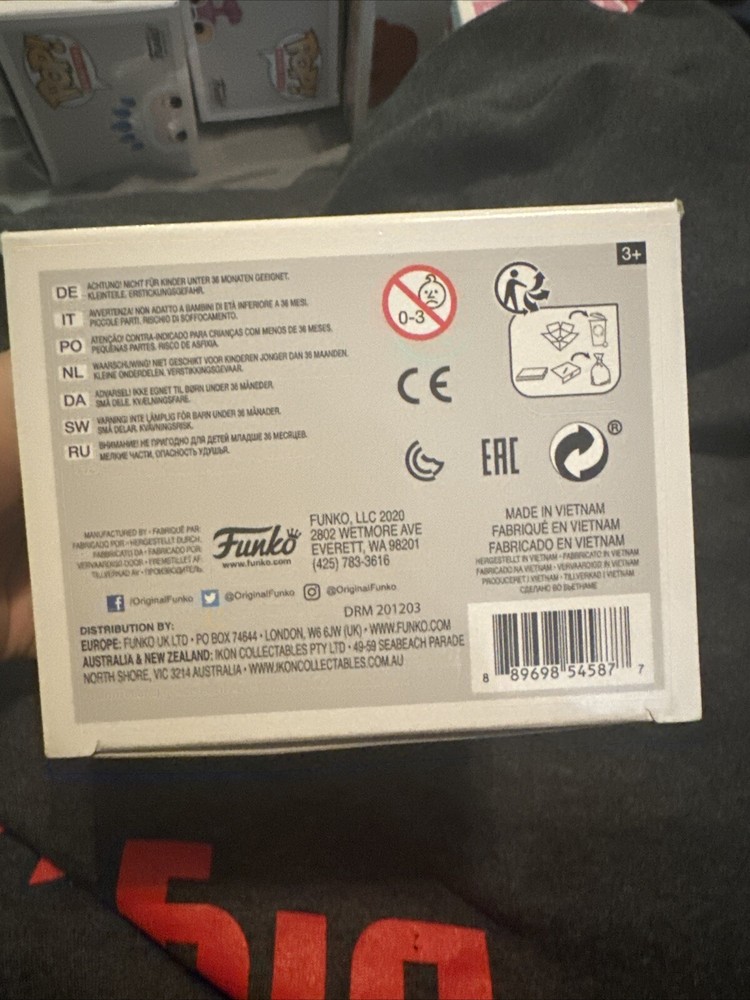 POP!
POP!
3+
DE ACHTUNG! NICHT FÜR KINDER UNTER 36 MONATEN GEEIGNET.
KLEINTEILE. ERSTICKUNGSGEFAHR.
IT AVVERTENZA! NON ADATTO A BAMBINI DI ETÀ INFERIORE A 36 MESI.
PICCOLE PARTI. RISCHIO DI SOFFOCAMENTO.
PO ATENÇÃO! CONTRA-INDICADO PARA CRIANÇAS COM MENOS DE 36 MESES.
PEQUENAS PARTES. RISCO DE ASFIXIA.
NL WAARSCHUWING! NIET GESCHIKT VOOR KINDEREN JONGER DAN 36 MAANDEN.
KLEINE ONDERDELEN. VERSTIKKINGSGEVAAR.
DA ADVARSEL! IKKE EGNET TIL BØRN UNDER 36 MÅNEDER.
SMÅ DELE. KVÆLNINGSFARE.
SW VARNING! INTE LÄMPLIG FÖR BARN UNDER 36 MÅNADER.
SMÅ DELAR. KVÄVNINGSRISK.
RU ВНИМАНИЕ! НЕ ПРИГОДНО ДЛЯ ДЕТЕЙ МЛАДШЕ 36 МЕСЯЦЕВ.
МЕЛКИЕ ЧАСТИ, ОПАСНОСТЬ УДУШЬЯ.
0-3
CE
EAC
®
MANUFACTURED BY • FABRIQUÉ PAR
FABRICADO POR • HERGESTELLT DURCH
FABBRICATO DA • FABRICADO POR
VERVAARDIGD DOOR • FREMSTILLET AF
TILLVERKAD AV • ПРОИЗВОДИТЕЛЬ
Funko
www.funko.com
FUNKO, LLC 2020
2802 WETMORE AVE
EVERETT, WA 98201
(425) 783-3616
MADE IN VIETNAM
FABRIQUÉ EN VIETNAM
FABRICADO EN VIETNAM
HERGESTELLT IN VIETNAM • FABBRICATO IN VIETNAM
FABRICADO NA VIETNAM • VERVAARDIGD IN VIETNAM
PRODUCERET I VIETNAM • TILLVERKAD I VIETNAM
СДЕЛАНО ВО ВЬЕТНАМЕ
/OriginalFunko @OriginalFunko @OriginalFunko
DRM 201203
DISTRIBUTION BY:
EUROPE: FUNKO UK LTD • PO BOX 74644 • LONDON, W6 6JW (UK) • WWW.FUNKO.COM
AUSTRALIA & NEW ZEALAND: IKON COLLECTABLES PTY LTD • 49-59 SEABEACH PARADE
NORTH SHORE, VIC 3214 AUSTRALIA • WWW.IKONCOLLECTABLES.COM.AU
8 89698 54587 7